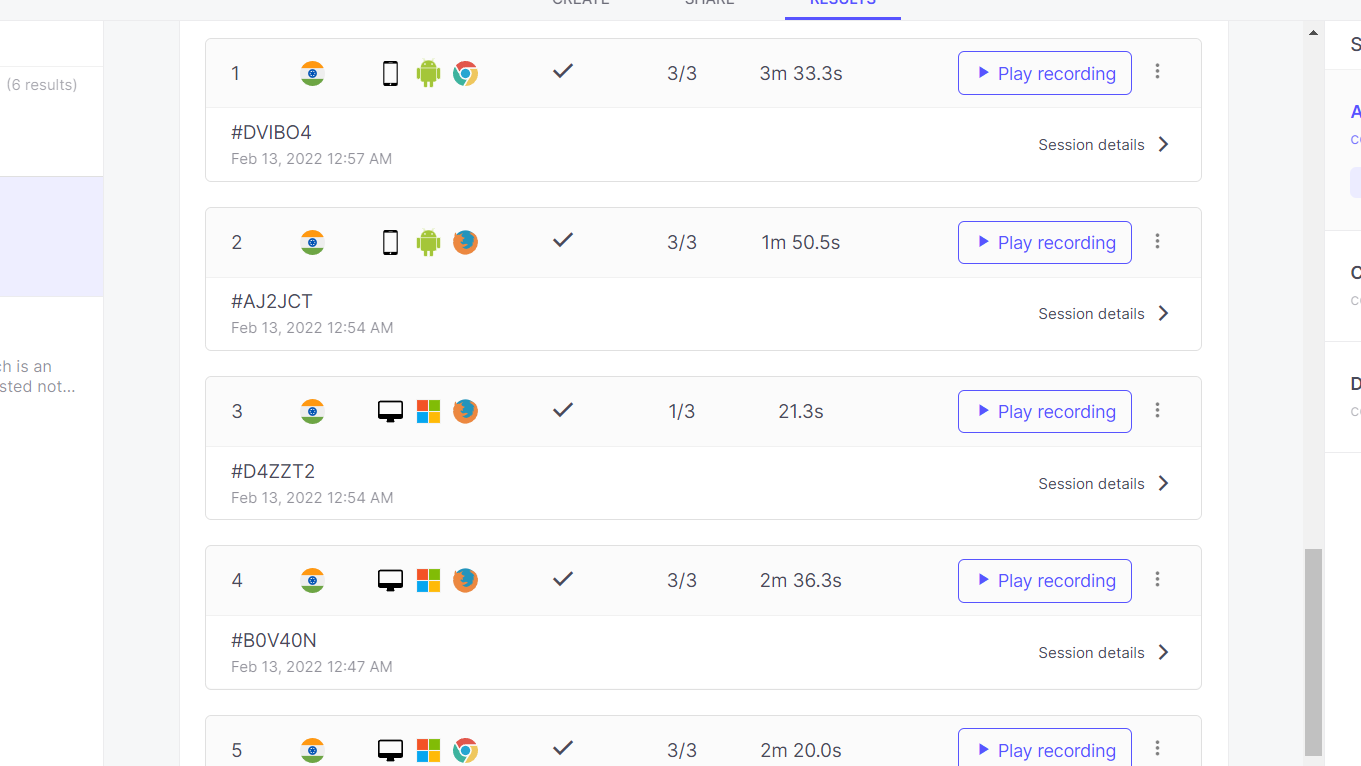 CREATE SHARE RESULTS
(6 results)
ch is an
sted not...
1 3/3 3m 33.3s Play recording
#DVIBO4
Feb 13, 2022 12:57 AM
Session details
2 3/3 1m 50.5s Play recording
#AJ2JCT
Feb 13, 2022 12:54 AM
Session details
3 1/3 21.3s Play recording
#D4ZZT2
Feb 13, 2022 12:54 AM
Session details
4 3/3 2m 36.3s Play recording
#B0V40N
Feb 13, 2022 12:47 AM
Session details
5 3/3 2m 20.0s Play recording